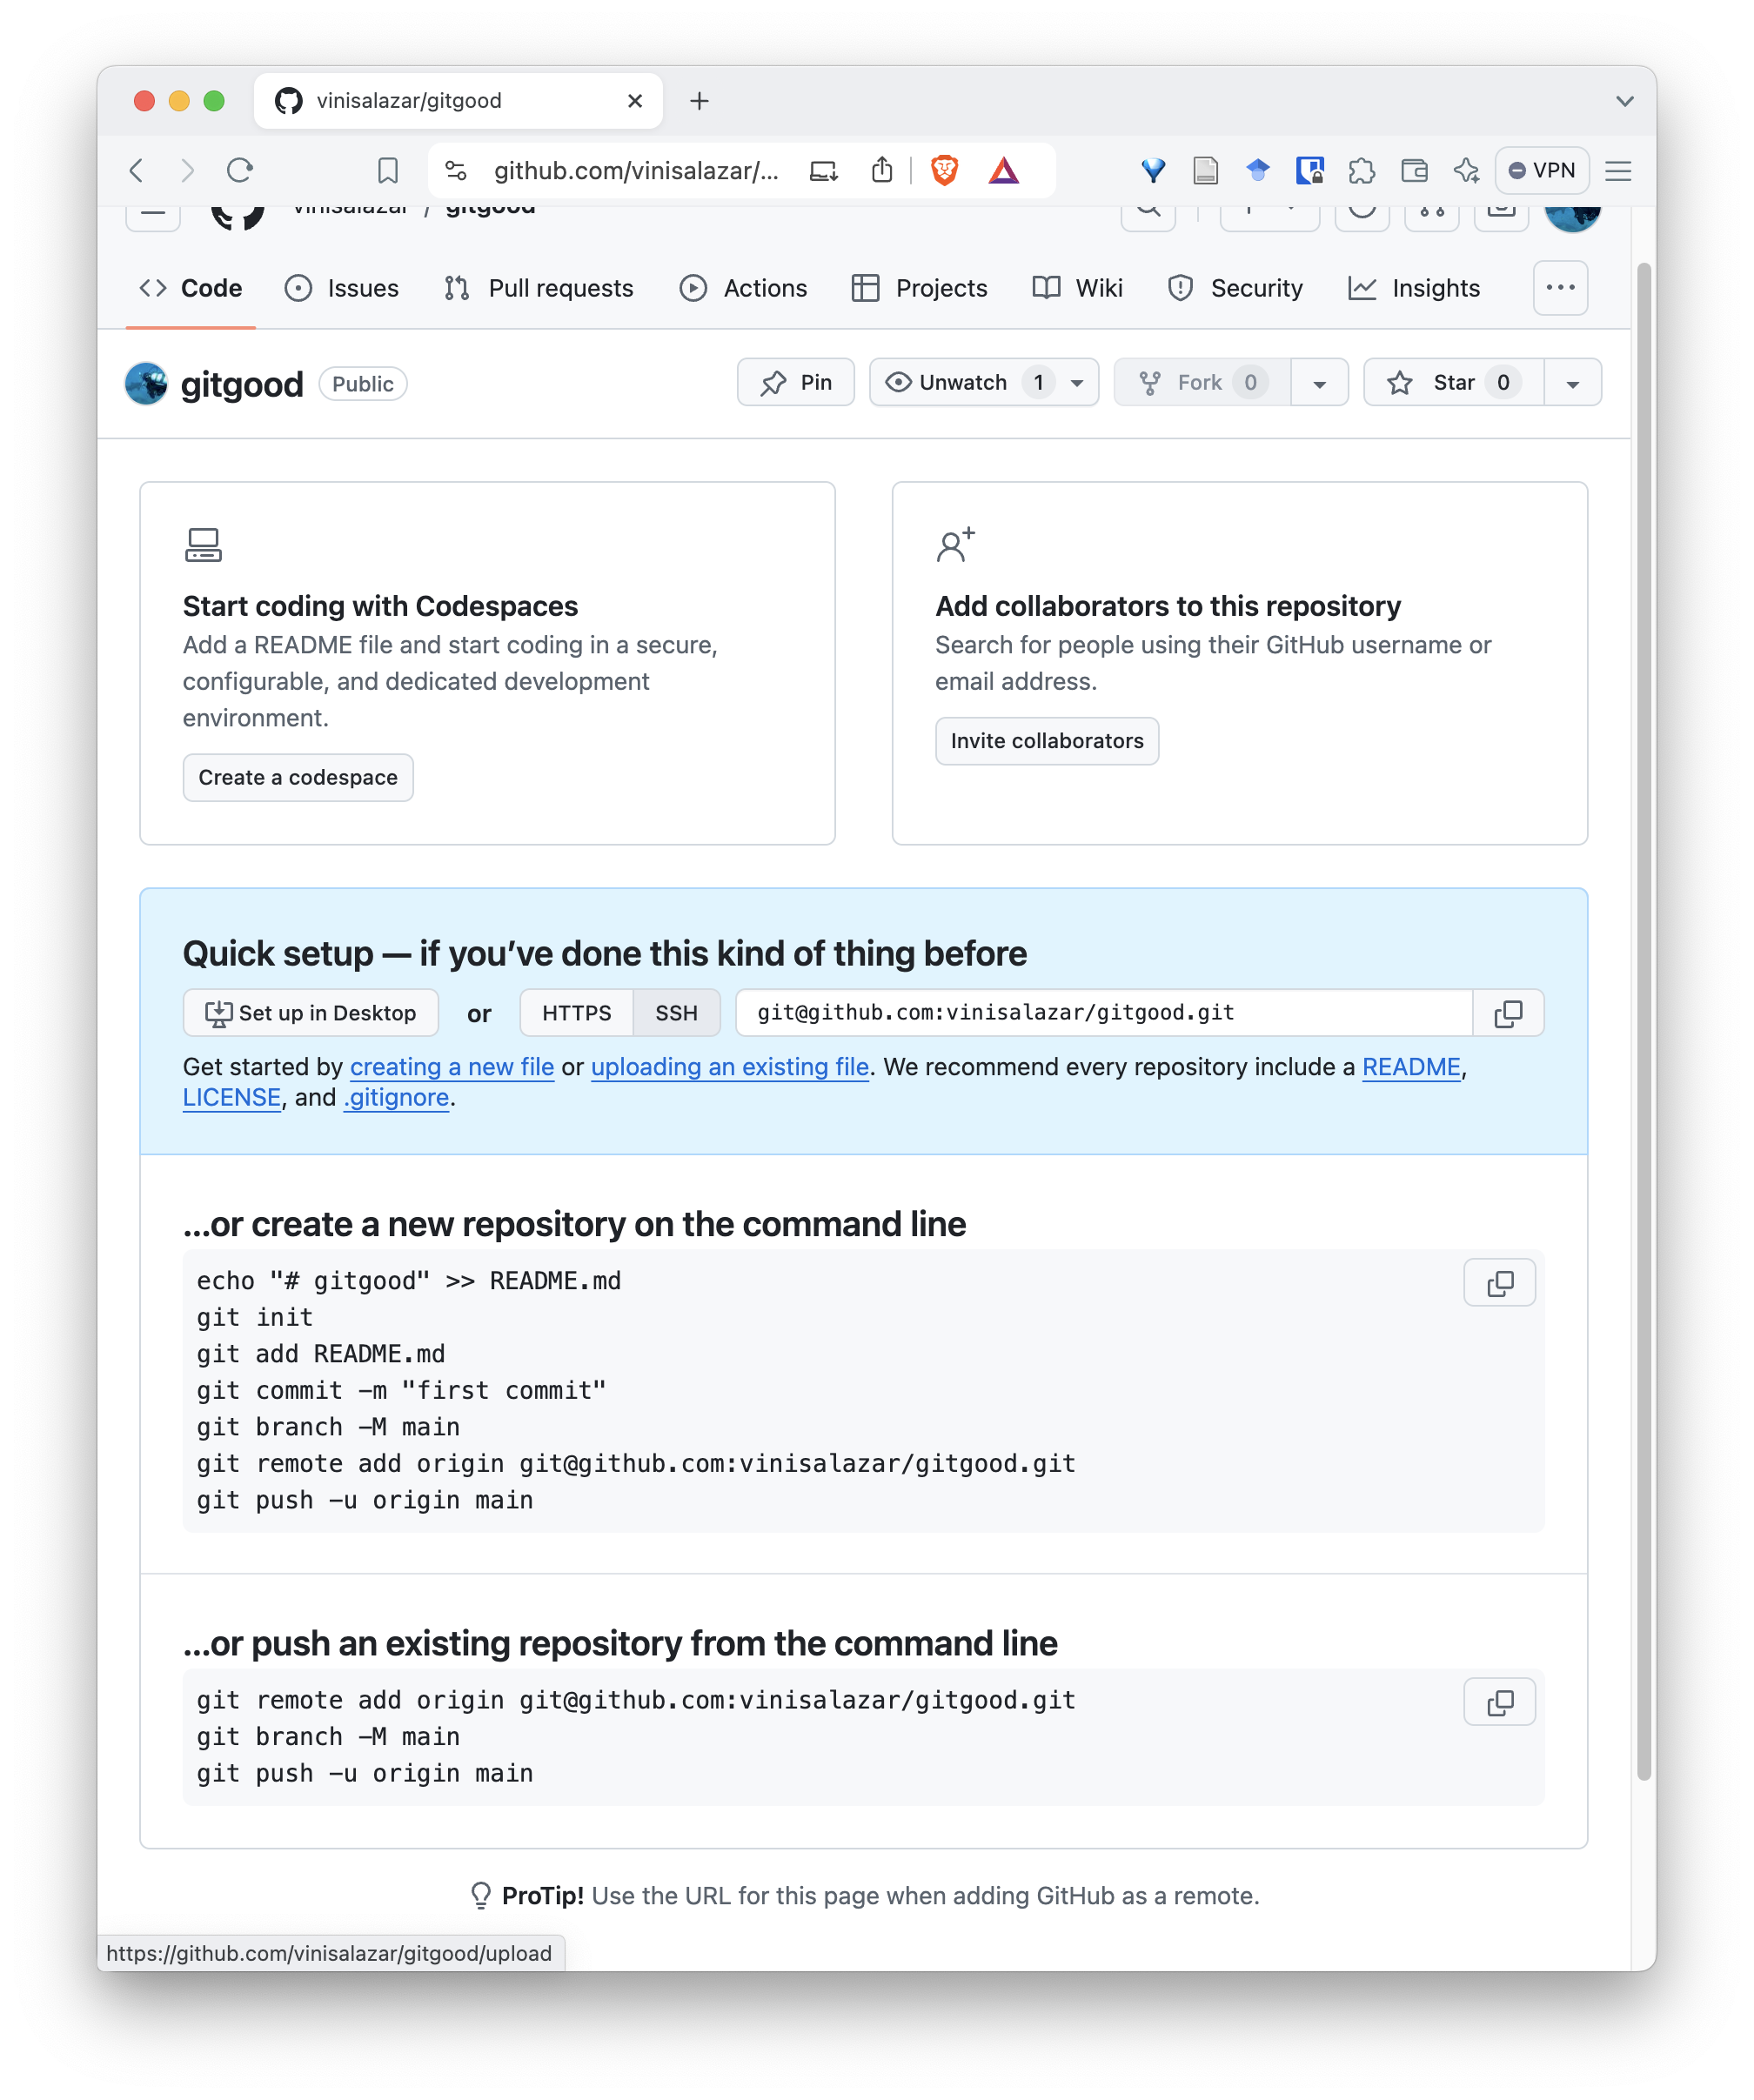 vinisalazar/gitgood
github.com/vinisalazar/...
VPN
vinisalazar / gitgood
Code
Issues
Pull requests
Actions
Projects
Wiki
Security
Insights
gitgood
Public
Pin
Unwatch 1
Fork 0
Star 0
Start coding with Codespaces
Add a README file and start coding in a secure,
configurable, and dedicated development
environment.
Create a codespace
Add collaborators to this repository
Search for people using their GitHub username or
email address.
Invite collaborators
Quick setup — if you’ve done this kind of thing before
Set up in Desktop
or
HTTPS
SSH
git@github.com:vinisalazar/gitgood.git
Get started by creating a new file or uploading an existing file. We recommend every repository include a README,
LICENSE, and .gitignore.
…or create a new repository on the command line
echo "# gitgood" >> README.md
git init
git add README.md
git commit -m "first commit"
git branch -M main
git remote add origin git@github.com:vinisalazar/gitgood.git
git push -u origin main
…or push an existing repository from the command line
git remote add origin git@github.com:vinisalazar/gitgood.git
git branch -M main
git push -u origin main
ProTip! Use the URL for this page when adding GitHub as a remote.
https://github.com/vinisalazar/gitgood/upload